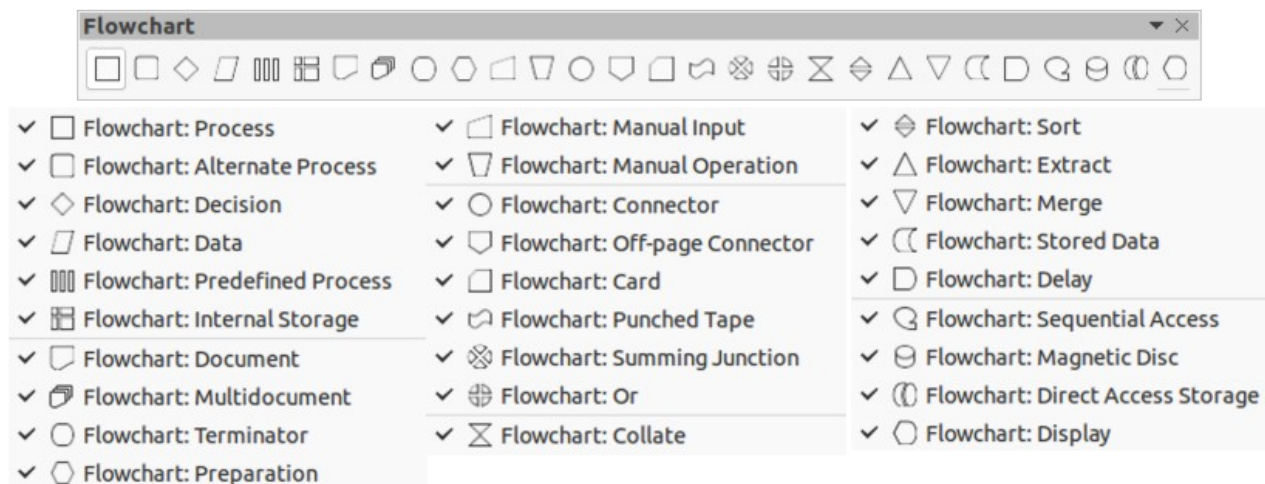 Flowchart
Flowchart: Process
Flowchart: Alternate Process
Flowchart: Decision
Flowchart: Data
Flowchart: Predefined Process
Flowchart: Internal Storage
Flowchart: Document
Flowchart: Multidocument
Flowchart: Terminator
Flowchart: Preparation
Flowchart: Manual Input
Flowchart: Manual Operation
Flowchart: Connector
Flowchart: Off-page Connector
Flowchart: Card
Flowchart: Punched Tape
Flowchart: Summing Junction
Flowchart: Or
Flowchart: Collate
Flowchart: Sort
Flowchart: Extract
Flowchart: Merge
Flowchart: Stored Data
Flowchart: Delay
Flowchart: Sequential Access
Flowchart: Magnetic Disc
Flowchart: Direct Access Storage
Flowchart: Display